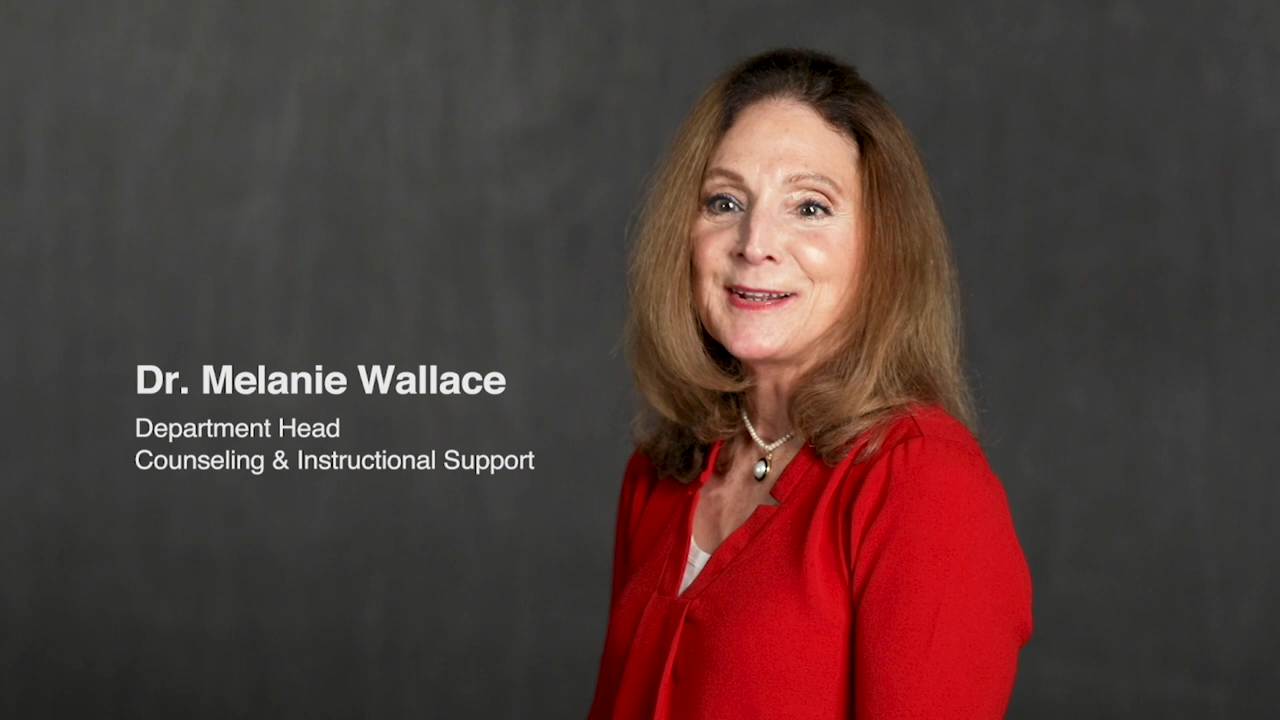 Dr. Melanie Wallace
Department Head
Counseling & Instructional Support